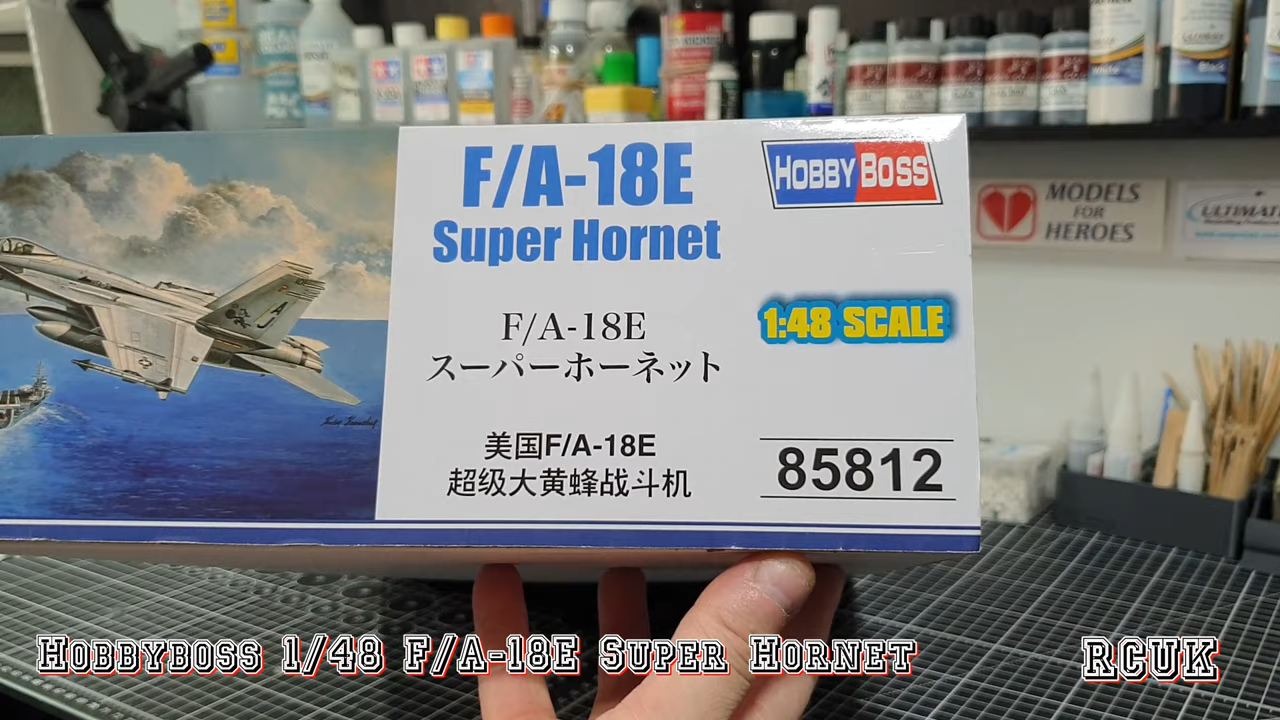 F/A-18E
Super Hornet
HOBBY BOSS
F/A-18E
スーパーホーネット
1:48 SCALE
美国F/A-18E
超级大黄蜂战斗机
85812
MODELS
FOR
HEROES
White
Black
Hobbyboss 1/48 F/A-18E Super Hornet
RCUK